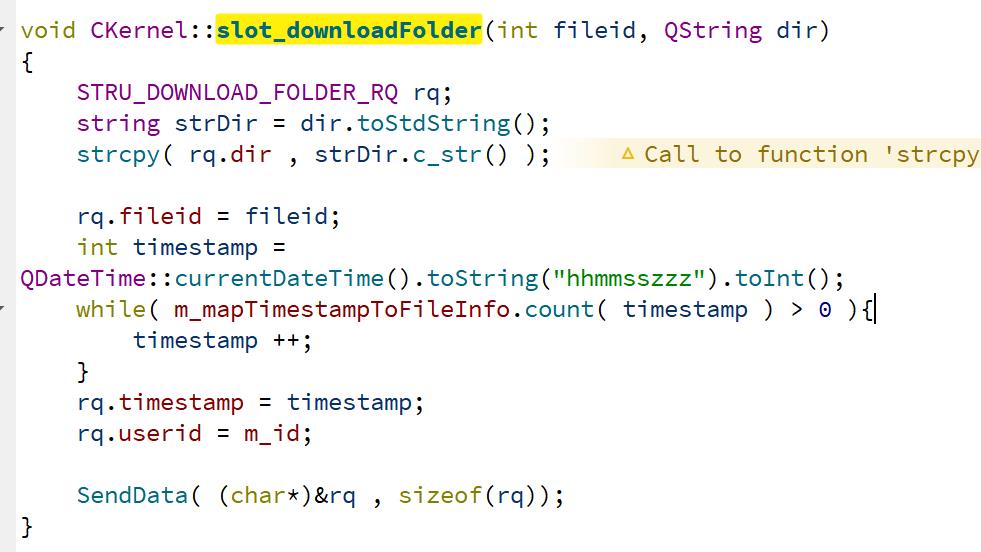 void CKernel::slot_downloadFolder(int fileid, QString dir)
{
    STRU_DOWNLOAD_FOLDER_RQ rq;
    string strDir = dir.toStdString();
    strcpy( rq.dir , strDir.c_str() ); Call to function 'strcpy
    rq.fileid = fileid;
    int timestamp =
QDateTime::currentDateTime().toString("hhmmsszzz").toInt();
    while( m_mapTimestampToFileInfo.count( timestamp ) > 0 ){
        timestamp ++;
    }
    rq.timestamp = timestamp;
    rq.userid = m_id;
    SendData( (char*)&rq , sizeof(rq));
}